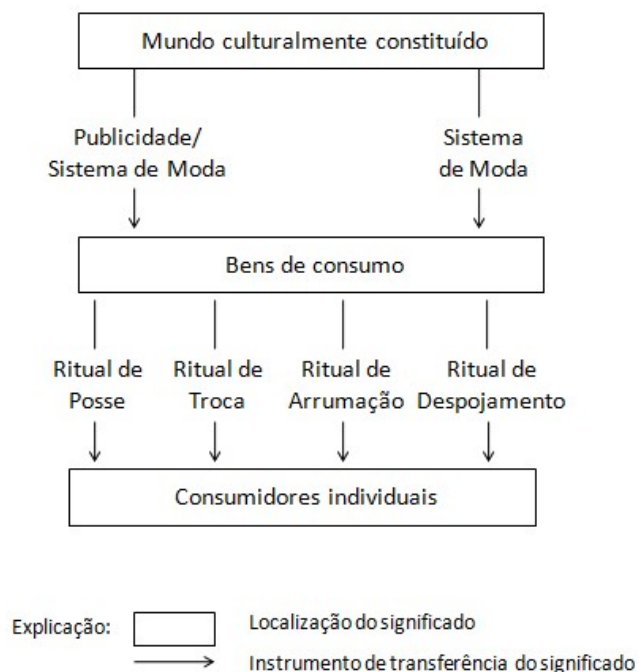 Mundo culturalmente constituído
Publicidade/
Sistema de Moda
Sistema
de Moda
Bens de consumo
Ritual de
Posse
Ritual de
Troca
Ritual de
Arrumação
Ritual de
Despojamento
Consumidores individuais
Explicação:
Localização do significado
Instrumento de transferência do significado